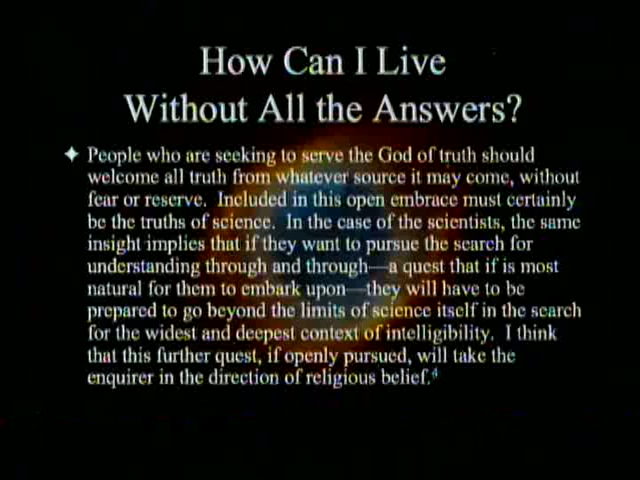 How Can I Live
Without All the Answers?
✦ People who are seeking to serve the God of truth should
welcome all truth from whatever source it may come, without
fear or reserve. Included in this open embrace must certainly
be the truths of science. In the case of the scientists, the same
insight implies that if they want to pursue the search for
understanding through and through—a quest that if is most
natural for them to embark upon—they will have to be
prepared to go beyond the limits of science itself in the search
for the widest and deepest context of intelligibility. I think
that this further quest, if openly pursued, will take the
enquirer in the direction of religious belief.⁴